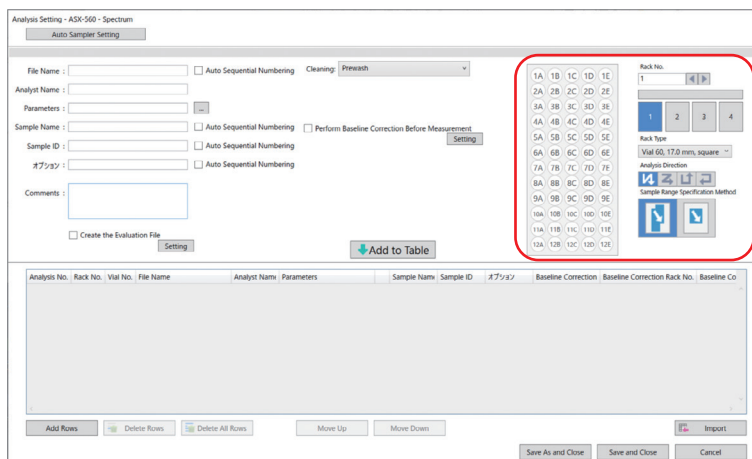 Analysis Setting - ASX-560 - Spectrum
Auto Sampler Setting
File Name : Auto Sequential Numbering Cleaning: Prewash
Analyst Name :
Parameters : ...
Sample Name : Auto Sequential Numbering Perform Baseline Correction Before Measurement
Setting
Sample ID : Auto Sequential Numbering
オプション : Auto Sequential Numbering
Comments :
Create the Evaluation File
Setting
Add to Table
1A 1B 1C 1D 1E
2A 2B 2C 2D 2E
3A 3B 3C 3D 3E
4A 4B 4C 4D 4E
5A 5B 5C 5D 5E
6A 6B 6C 6D 6E
7A 7B 7C 7D 7E
8A 8B 8C 8D 8E
9A 9B 9C 9D 9E
10A 10B 10C 10D 10E
11A 11B 11C 11D 11E
12A 12B 12C 12D 12E
Rack No.
1
1 2 3 4
Rack Type
Vial 60, 17.0 mm, square
Analysis Direction
Sample Range Specification Method
Analysis No. Rack No. Vial No. File Name Analyst Name Parameters Sample Name Sample ID オプション Baseline Correction Baseline Correction Rack No. Baseline Co
Add Rows Delete Rows Delete All Rows Move Up Move Down Import
Save As and Close Save and Close Cancel